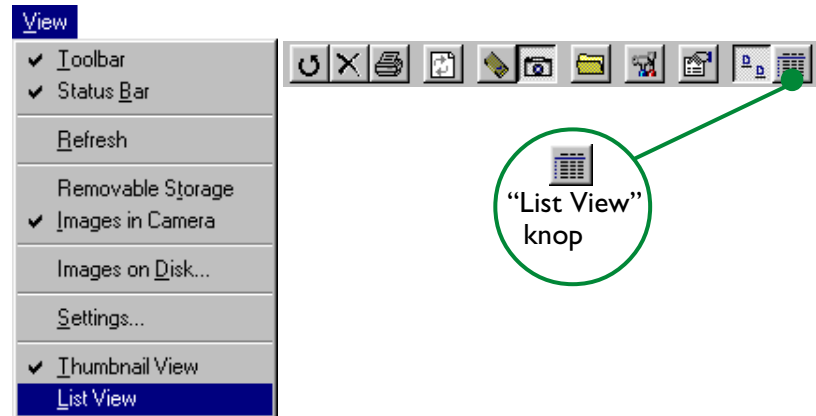 View
Toolbar
Status Bar
Refresh
Removable Storage
Images in Camera
Images on Disk...
Settings...
Thumbnail View
List View
“List View”
knop